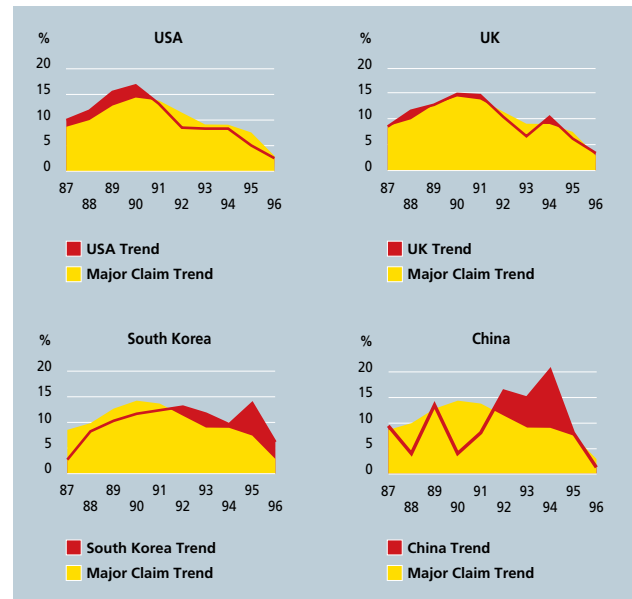 % USA
20
15
10
5
0
87 89 91 93 95
88 90 92 94 96
USA Trend
Major Claim Trend
% UK
20
15
10
5
0
87 89 91 93 95
88 90 92 94 96
UK Trend
Major Claim Trend
% South Korea
20
15
10
5
0
87 89 91 93 95
88 90 92 94 96
South Korea Trend
Major Claim Trend
% China
20
15
10
5
0
87 89 91 93 95
88 90 92 94 96
China Trend
Major Claim Trend